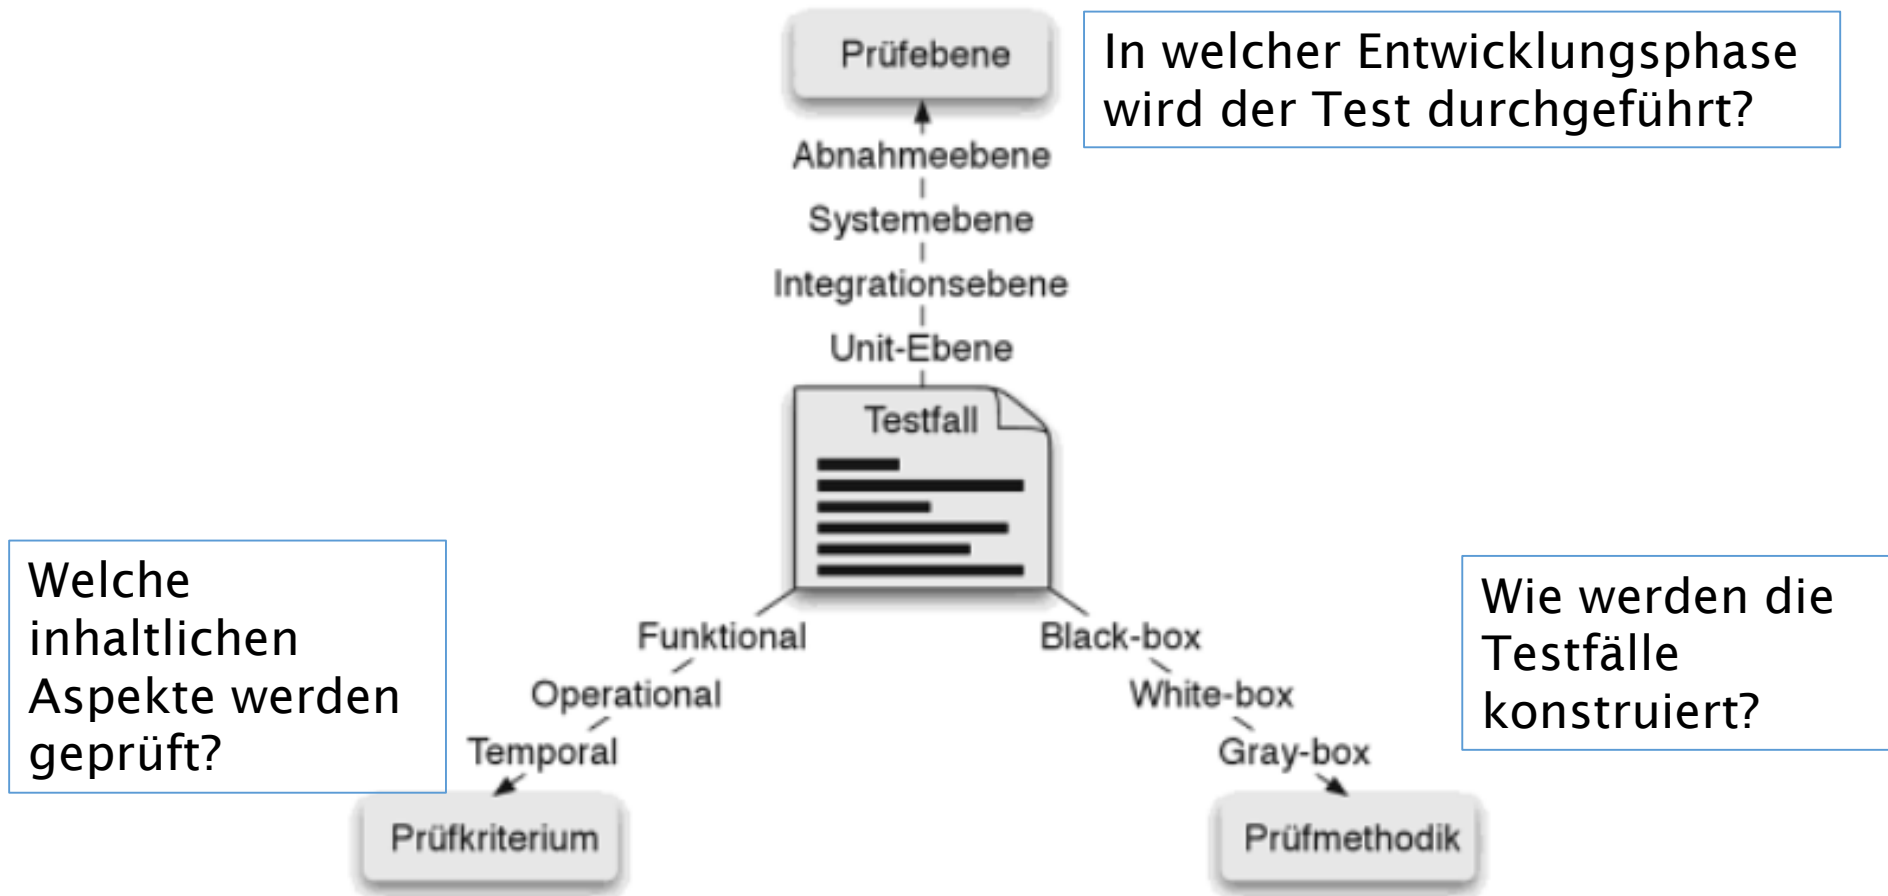 Prüfebene
In welcher Entwicklungsphase
wird der Test durchgeführt?
Abnahmeebene
Systemebene
Integrationsebene
Unit-Ebene
Testfall
Welche
inhaltlichen
Aspekte werden
geprüft?
Funktional
Operational
Temporal
Prüfkriterium
Black-box
White-box
Gray-box
Prüfmethodik
Wie werden die
Testfälle
konstruiert?